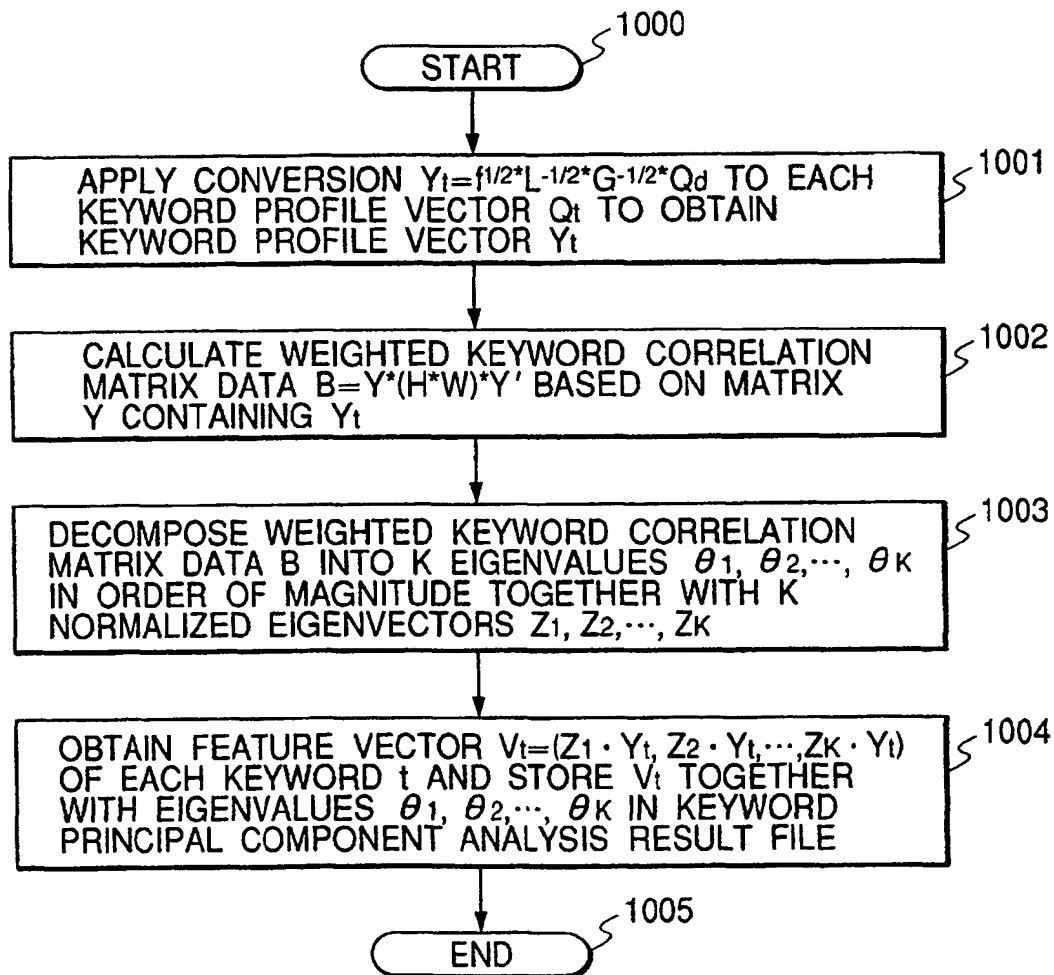 1000
START
1001
APPLY CONVERSION Yt=f^1/2*L^-1/2*G^-1/2*Qd TO EACH
KEYWORD PROFILE VECTOR Qt TO OBTAIN
KEYWORD PROFILE VECTOR Yt
1002
CALCULATE WEIGHTED KEYWORD CORRELATION
MATRIX DATA B=Y*(H*W)*Y' BASED ON MATRIX
Y CONTAINING Yt
1003
DECOMPOSE WEIGHTED KEYWORD CORRELATION
MATRIX DATA B INTO K EIGENVALUES θ1, θ2,⋯, θK
IN ORDER OF MAGNITUDE TOGETHER WITH K
NORMALIZED EIGENVECTORS Z1, Z2,⋯, ZK
1004
OBTAIN FEATURE VECTOR Vt=(Z1・Yt, Z2・Yt,⋯,ZK・Yt)
OF EACH KEYWORD t AND STORE Vt TOGETHER
WITH EIGENVALUES θ1, θ2,⋯, θK IN KEYWORD
PRINCIPAL COMPONENT ANALYSIS RESULT FILE
1005
END